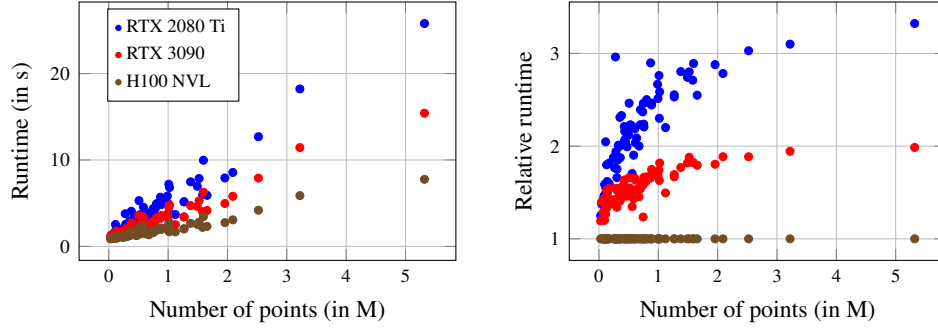 RTX 2080 Ti
RTX 3090
H100 NVL
Runtime (in s)
20
10
0
0 1 2 3 4 5
Number of points (in M)
Relative runtime
3
2
1
0 1 2 3 4 5
Number of points (in M)